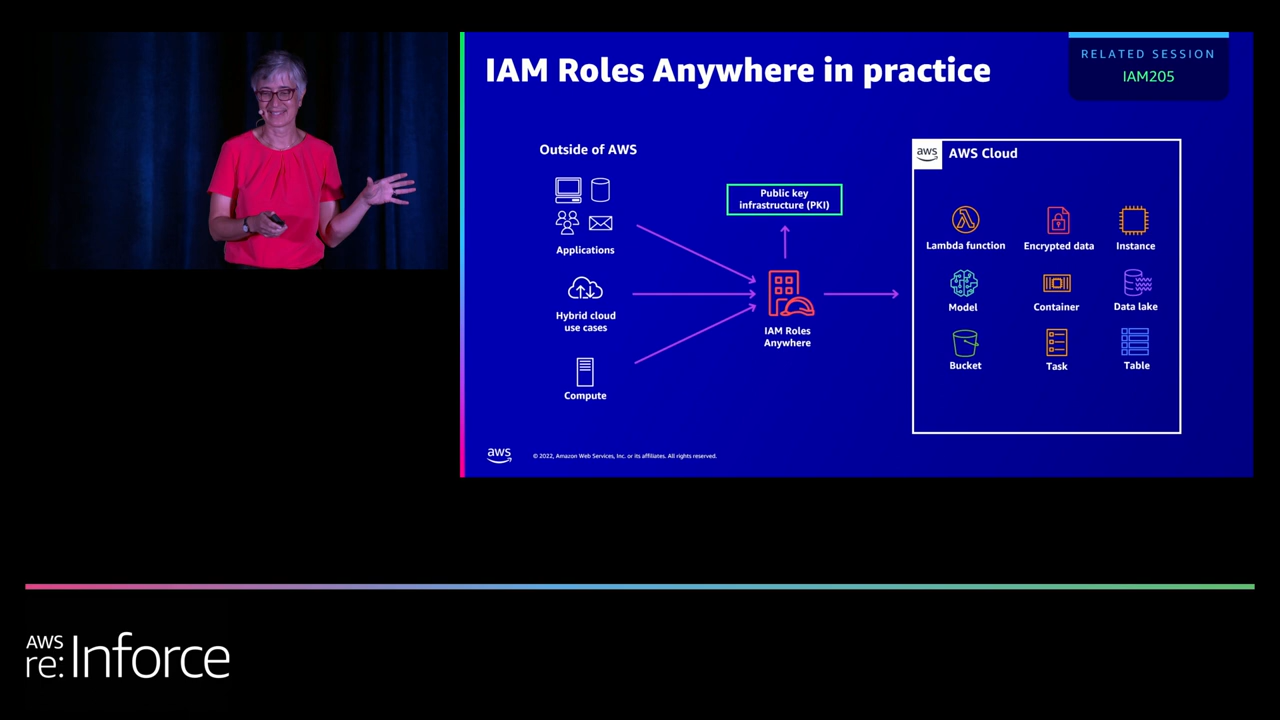 IAM Roles Anywhere in practice
RELATED SESSION
IAM205
Outside of AWS
Applications
Hybrid cloud
use cases
Compute
Public key
infrastructure (PKI)
IAM Roles
Anywhere
aws
AWS Cloud
Lambda function
Encrypted data
Instance
Model
Container
Data lake
Bucket
Task
Table
aws
© 2022, Amazon Web Services, Inc. or its affiliates. All rights reserved.
AWS
re:Inforce